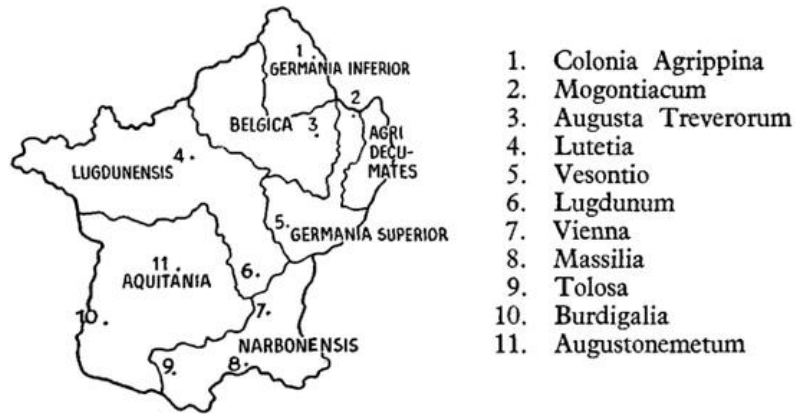 1.
GERMANIA INFERIOR
2
BELGICA
3
AGRI
DEÇU-
MATES
4
LUGDUNENSIS
5.
GERMANIA SUPERIOR
11
AQUITANIA
6.
7.
10.
NARBONENSIS
9.
8.
1. Colonia Agrippina
2. Mogontiacum
3. Augusta Treverorum
4. Lutetia
5. Vesontio
6. Lugdunum
7. Vienna
8. Massilia
9. Tolosa
10. Burdigalia
11. Augustonemetum